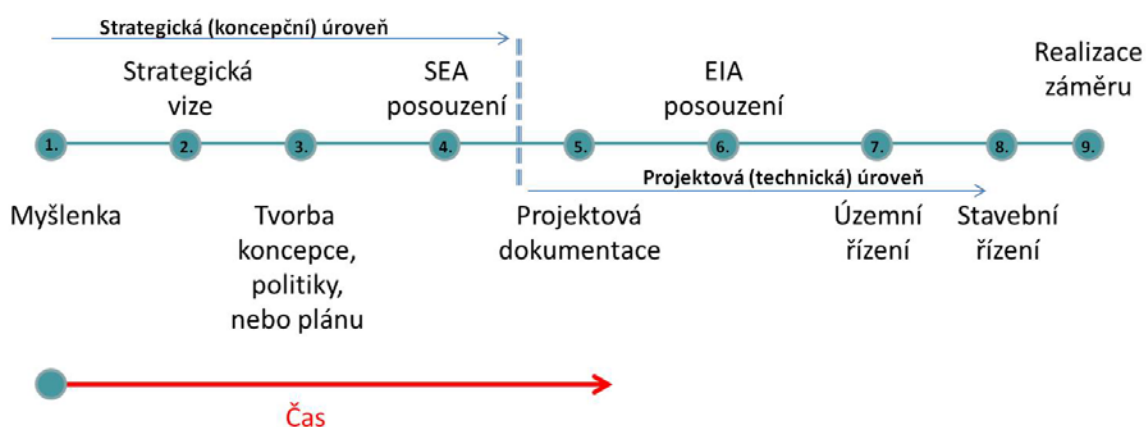 Strategická (koncepční) úroveň
Strategická
vize
SEA
posouzení
EIA
posouzení
Realizace
záměru
1.
2.
3.
4.
5.
6.
7.
8.
9.
Projektová (technická) úroveň
Myšlenka
Tvorba
koncepce,
politiky,
nebo plánu
Projektová
dokumentace
Územní
řízení
Stavební
řízení
Čas